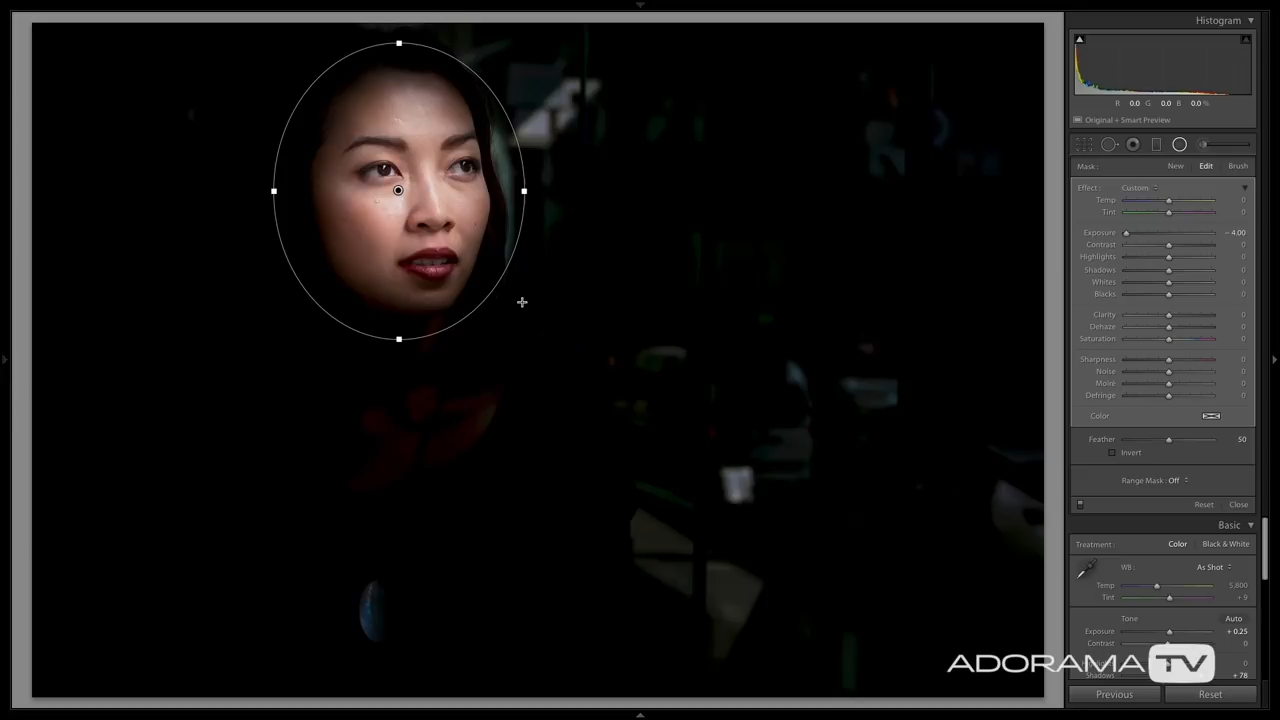 Histogram
R 0.0 G 0.0 B 0.0 %
Original + Smart Preview
Mask : New Edit Brush
Effect : Custom
Temp 0
Tint 0
Exposure – 4.00
Contrast 0
Highlights 0
Shadows 0
Whites 0
Blacks 0
Clarity 0
Dehaze 0
Saturation 0
Sharpness 0
Noise 0
Moiré 0
Defringe 0
Color
Feather 50
Invert
Range Mask : Off
Reset Close
Basic
Treatment : Color Black & White
WB : As Shot
Temp 5,800
Tint + 9
Tone Auto
Exposure + 0.25
Contrast 0
0
Shadows + 78
ADORAMA TV
Previous Reset